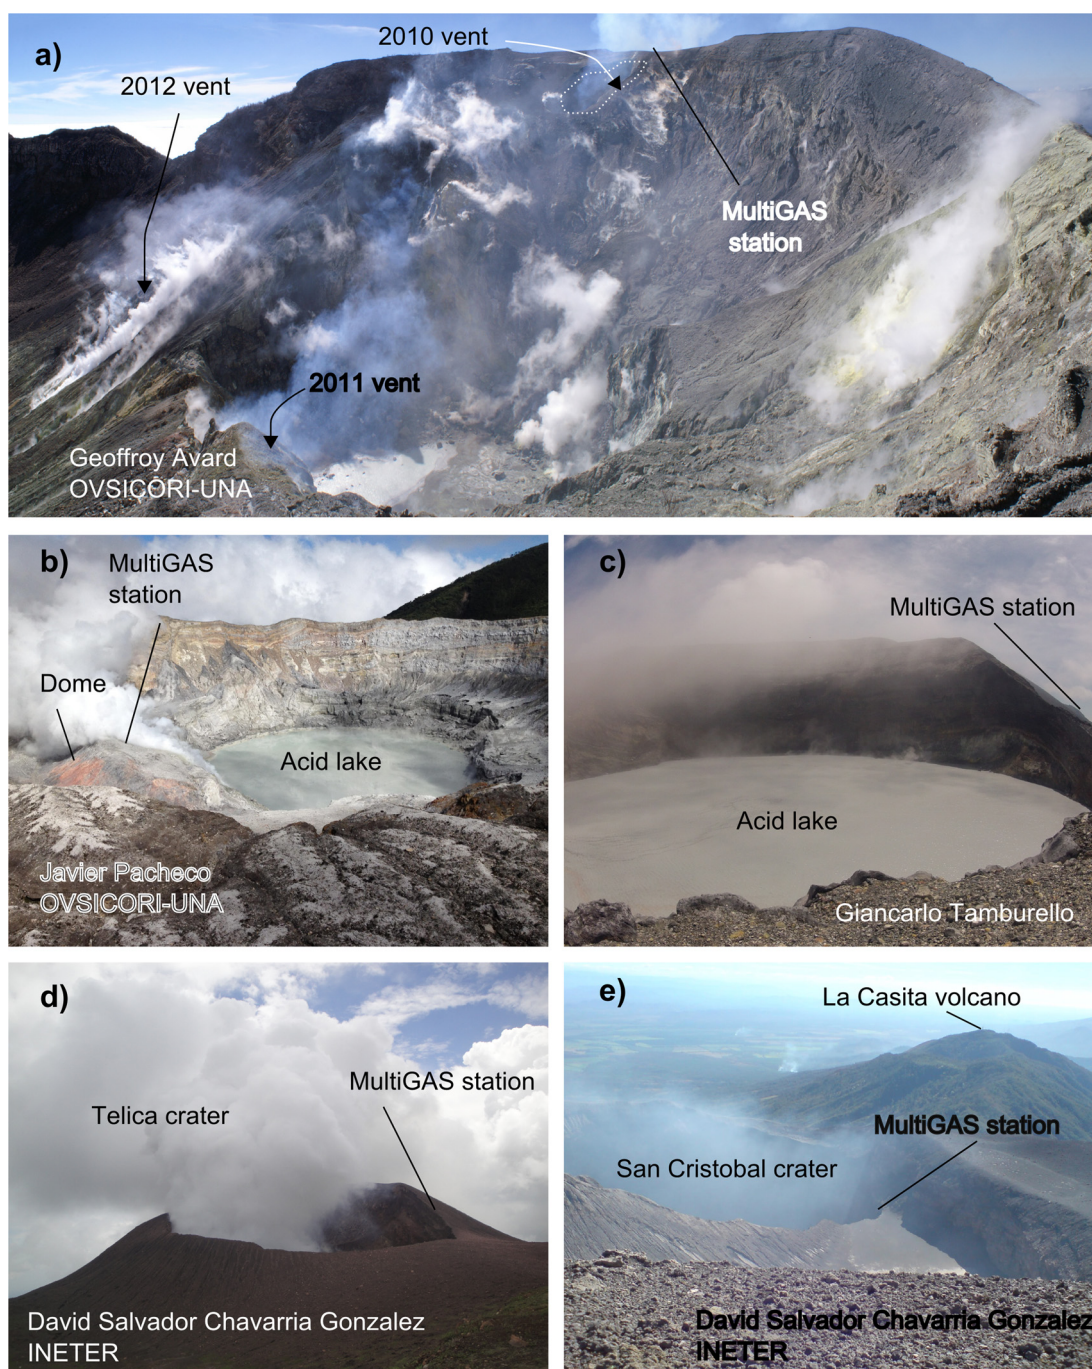 a)
2010 vent
2012 vent
MultiGAS
station
2011 vent
Geoffroy Avard
OVSICORI-UNA
b)
MultiGAS
station
Dome
Acid lake
Javier Pacheco
OVSICORI-UNA
c)
MultiGAS station
Acid lake
Giancarlo Tamburello
d)
MultiGAS station
Telica crater
David Salvador Chavarria Gonzalez
INETER
e)
La Casita volcano
MultiGAS station
San Cristobal crater
David Salvador Chavarria Gonzalez
INETER